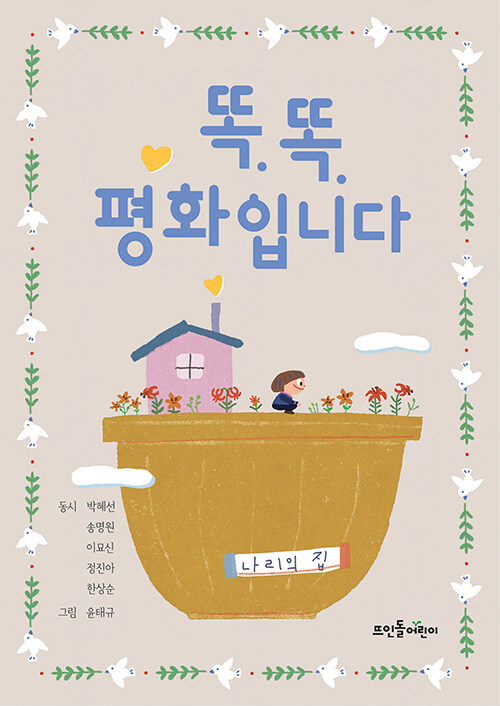 똑. 똑.
평화입니다
나리의 집
동시 박혜선
송명원
이묘신
정진아
한상순
그림 윤태규
뜨인돌어린이